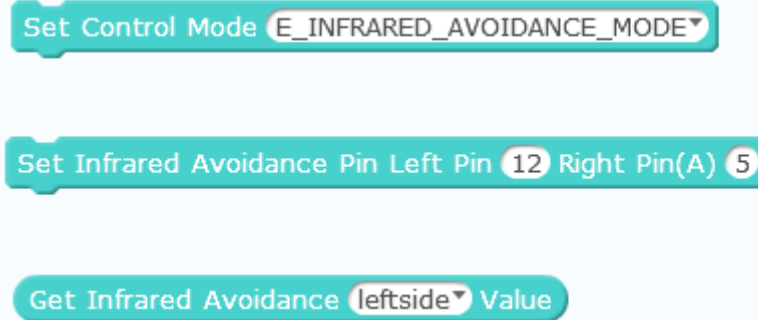 Set Control Mode E_INFRARED_AVOIDANCE_MODE
Set Infrared Avoidance Pin Left Pin 12 Right Pin(A) 5
Get Infrared Avoidance leftside Value